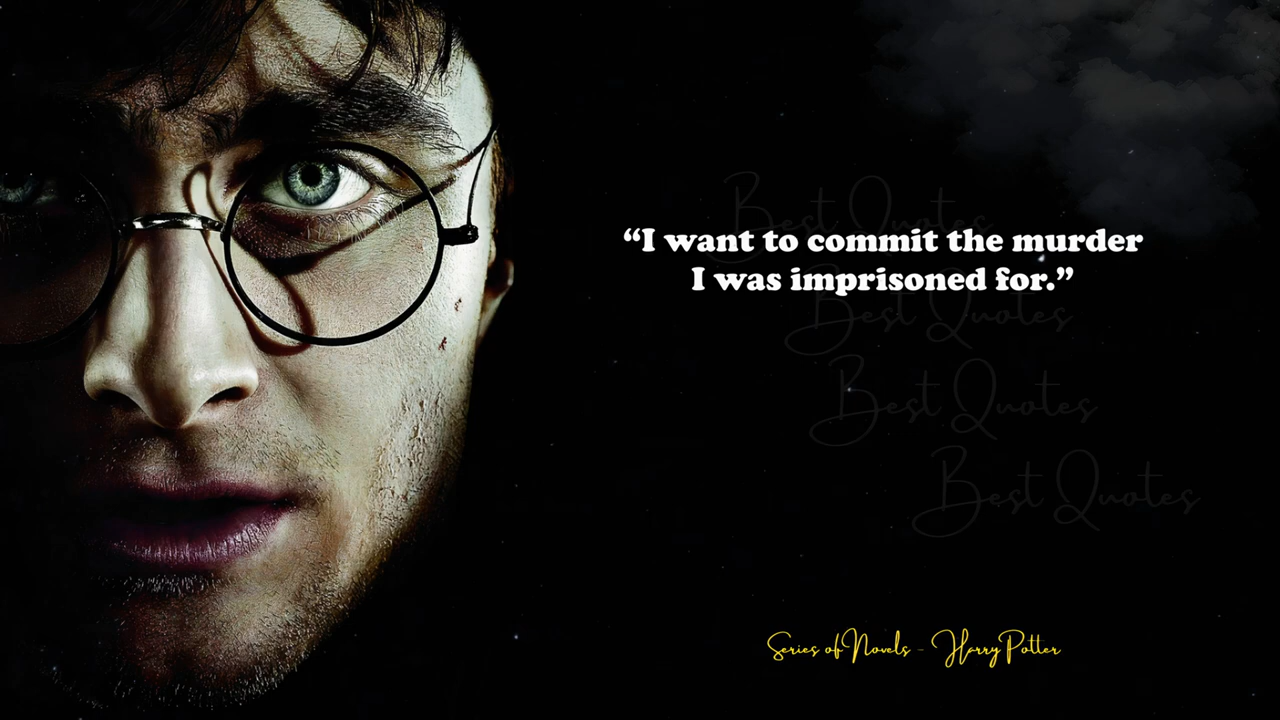 Best Quotes
“I want to commit the murder
I was imprisoned for.”
Best Quotes
Best Quotes
Best Quotes
Series of Novels - Harry Potter